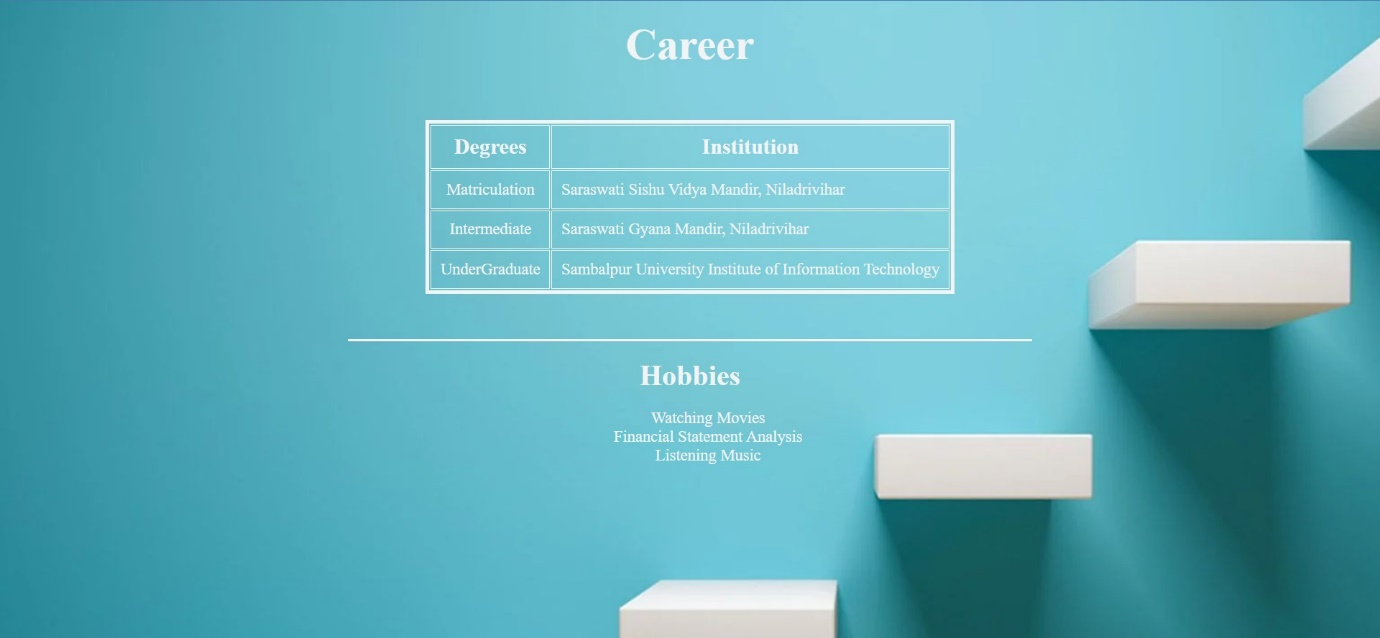 Career
Degrees Institution
Matriculation Saraswati Sishu Vidya Mandir, Niladrivihar
Intermediate Saraswati Gyana Mandir, Niladrivihar
UnderGraduate Sambalpur University Institute of Information Technology
Hobbies
Watching Movies
Financial Statement Analysis
Listening Music